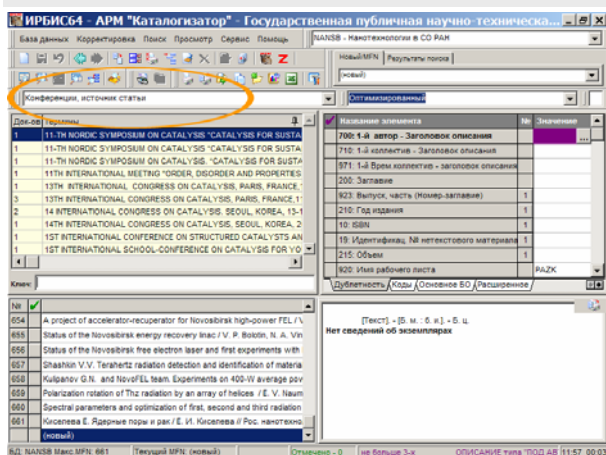 ИРБИС64 - АРМ "Каталогизатор" - Государственная публичная научно-техническа...
База данных Корректировка Поиск Просмотр Сервис Помощь
NANSB - Нанотехнологии в СО РАН
Новый/MFN Результаты поиска
(новый)
Конференции, источник статьи
Оптимизированный
Док-ов Термины
1 11-TH NORDIC SYMPOSIUM ON CATALYSIS "CATALYSIS FOR SUSTA
1 11-TH NORDIC SYMPOSIUM ON CATALYSIS "CATALYSIS FOR SUSTA
1 11-TH NORDIC SYMPOSIUM ON CATALYSIS. "CATALYSIS FOR SUSTA
1 11TH INTERNATIONAL MEETING "ORDER, DISORDER AND PROPERTIES
1 13TH INTERNATIONAL CONGRESS ON CATALYSIS, PARIS, FRANCE,
3 13TH INTERNATIONAL CONGRESS ON CATALYSIS, PARIS, FRANCE,1
2 14 INTERNATIONAL CONGRESS ON CATALYSIS. SEOUL, KOREA, 13-1
1 14TH INTERNATIONAL CONGRESS ON CATALYSIS, SEOUL, KOREA, 2
1 1ST INTERNATIONAL CONFERENCE ON STRUCTURED CATALYSTS AN
1 1ST INTERNATIONAL SCHOOL-CONFERENCE ON CATALYSIS FOR YO
Ключ:
Название элемента № Значение
700: 1-й автор - Заголовок описания
710: 1-й коллектив - Заголовок описания
971: 1-й Врем.коллектив - заголовок описания
200: Заглавие
923: Выпуск, часть (Номер-заглавие) 1
210: Год издания
10: ISBN 1
19: Идентификац. № нетекстового материала 1
215: Объем 1
920: Имя рабочего листа PAZK
Дублетность Коды Основное БО Расширенное
№
654 A project of accelerator-recuperator for Novosibirsk high-power FEL / V
655 Status of the Novosibirsk energy recovery linac / V. P. Bolotin, N. A. Vin
656 Status of the Novosibirsk free electron laser and first experiments with
657 Shashkin V.V. Terahertz radiation detection and identification of materia
658 Kulipanov G.N. and NovoFEL team. Experiments on 400-W average pov
659 Polarization rotation of Thz radiation by an array of helices / E. V. Naum
660 Spectral parameters and optimization of first, second and third radiation
661 Киселева Е. Ядерные поры и рак / Е. И. Киселева // Рос. нанотехно
(новый)
[Текст]. - [Б. м. : б. и.]. - Б. ц.
Нет сведений об экземплярах
БД: NANSB Макс.MFN: 661 Текущий MFN: (новый) Отмечено - 0 не больше 3-х ОПИСАНИЕ типа "ПОД АВ 11:57 00:03